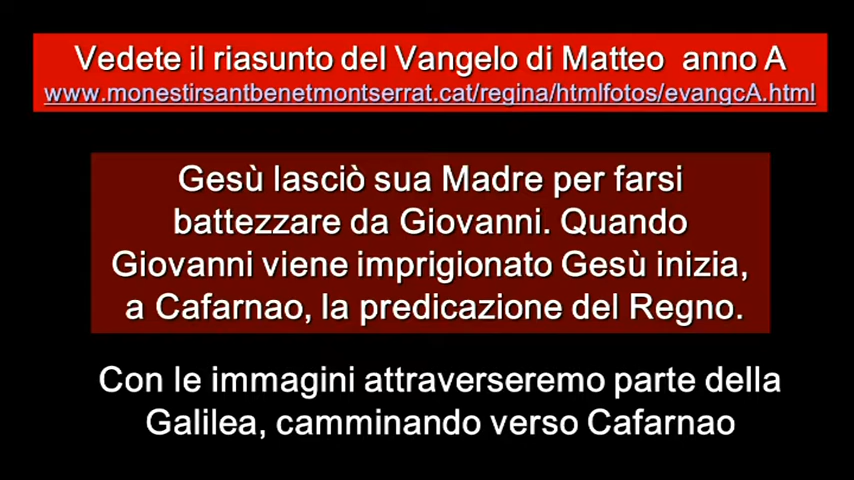 Vedete il riasunto del Vangelo di Matteo anno A
www.monestirsantbenetmontserrat.cat/regina/htmlfotos/evangcA.html
Gesù lasciò sua Madre per farsi
battezzare da Giovanni. Quando
Giovanni viene imprigionato Gesù inizia,
a Cafarnao, la predicazione del Regno.
Con le immagini attraverseremo parte della
Galilea, camminando verso Cafarnao